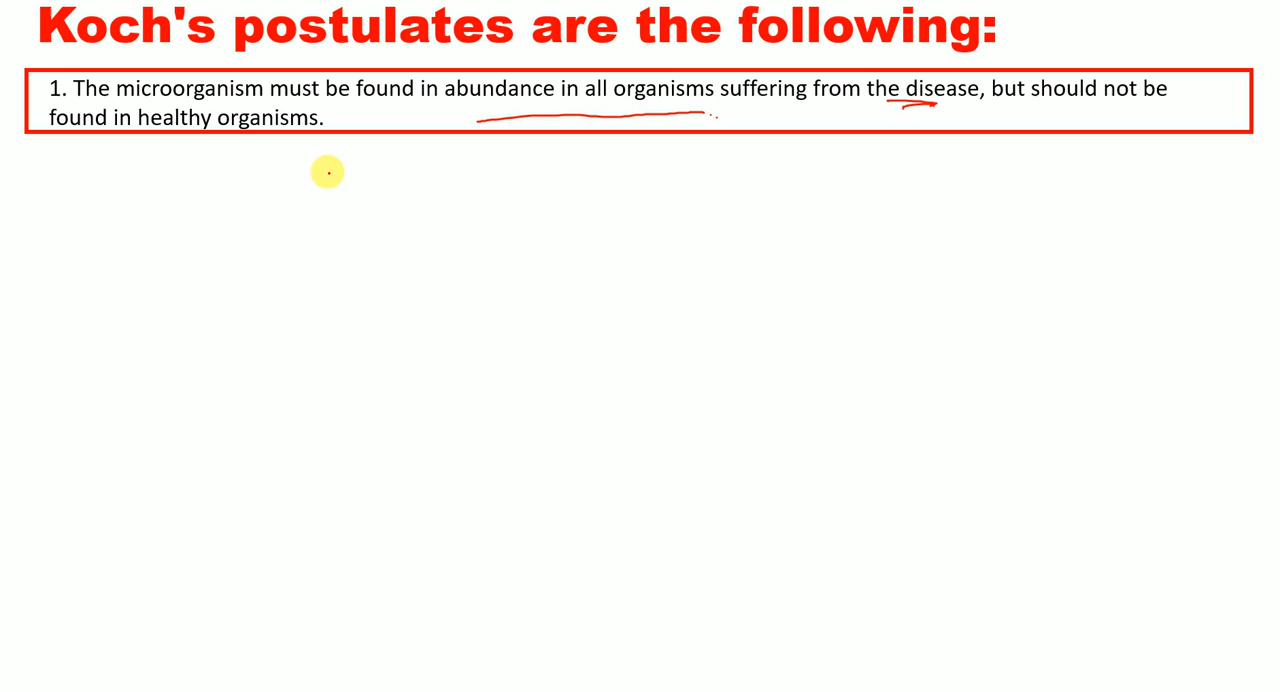 Koch's postulates are the following:
1. The microorganism must be found in abundance in all organisms suffering from the disease, but should not be
found in healthy organisms.